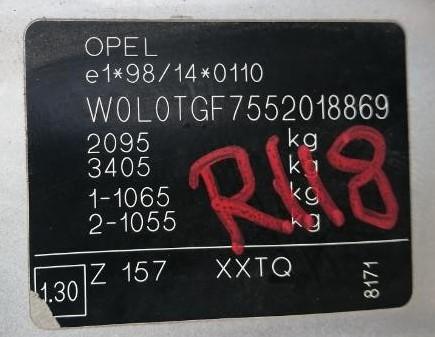 OPEL
e1*98/14*0110
W0L0TGF7552018869
2095 kg
3405 kg
1-1065 kg
2-1055 kg
RH8
1.30 Z 157 XXTQ 8171